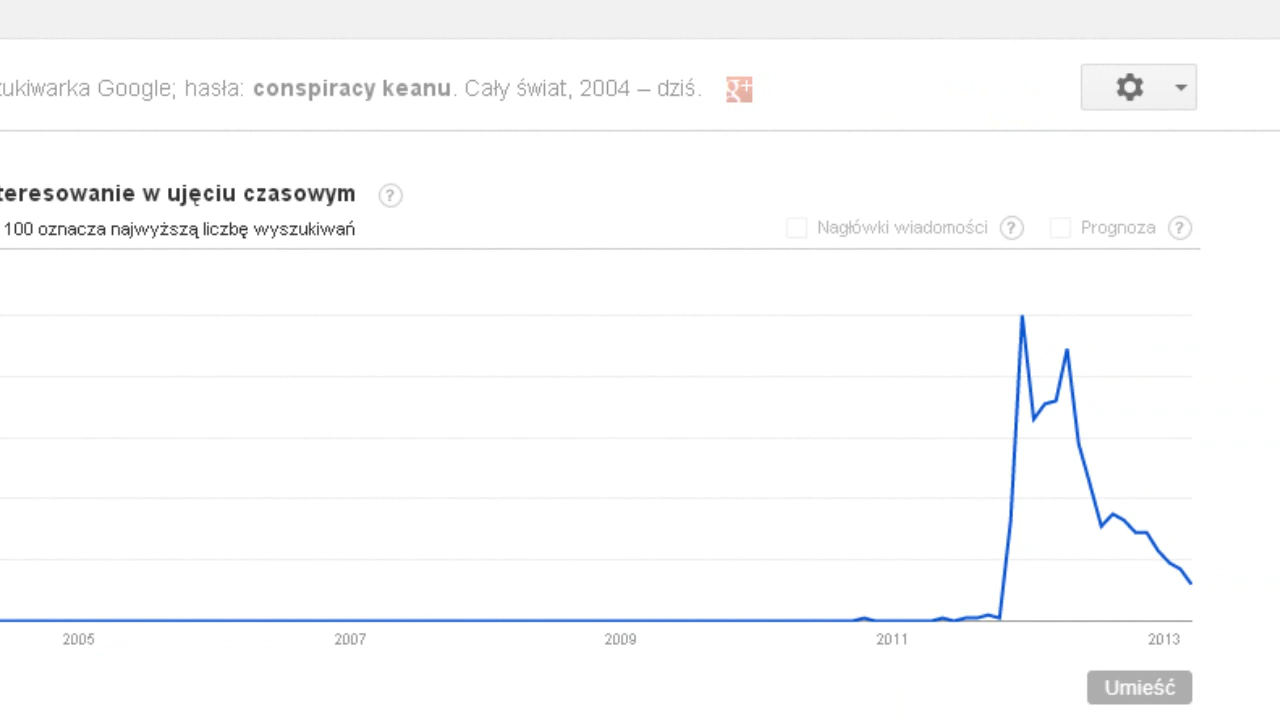 ukiwarka Google; hasła: conspiracy keanu. Cały świat, 2004 – dziś. g+
teresowanie w ujęciu czasowym ?
100 oznacza najwyższą liczbę wyszukiwań
Nagłówki wiadomości ? Prognoza ?
2005 2007 2009 2011 2013
Umieść